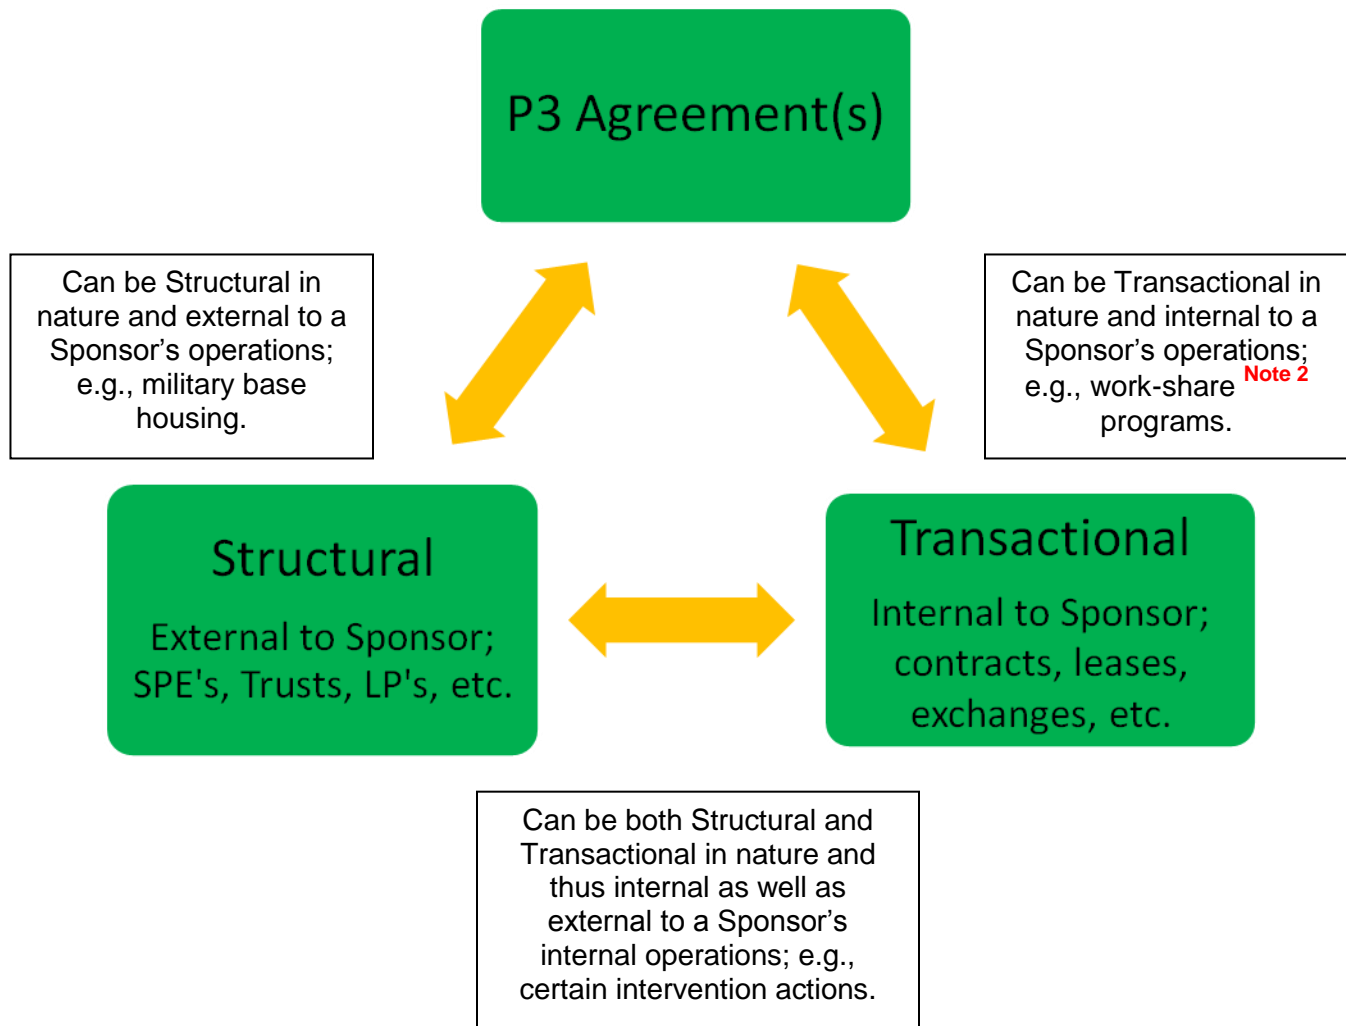 P3 Agreement(s)
Can be Structural in
nature and external to a
Sponsor’s operations;
e.g., military base
housing.
Can be Transactional in
nature and internal to a
Sponsor’s operations;
e.g., work-share Note 2
programs.
Structural
External to Sponsor;
SPE's, Trusts, LP's, etc.
Transactional
Internal to Sponsor;
contracts, leases,
exchanges, etc.
Can be both Structural and
Transactional in nature and
thus internal as well as
external to a Sponsor’s
internal operations; e.g.,
certain intervention actions.